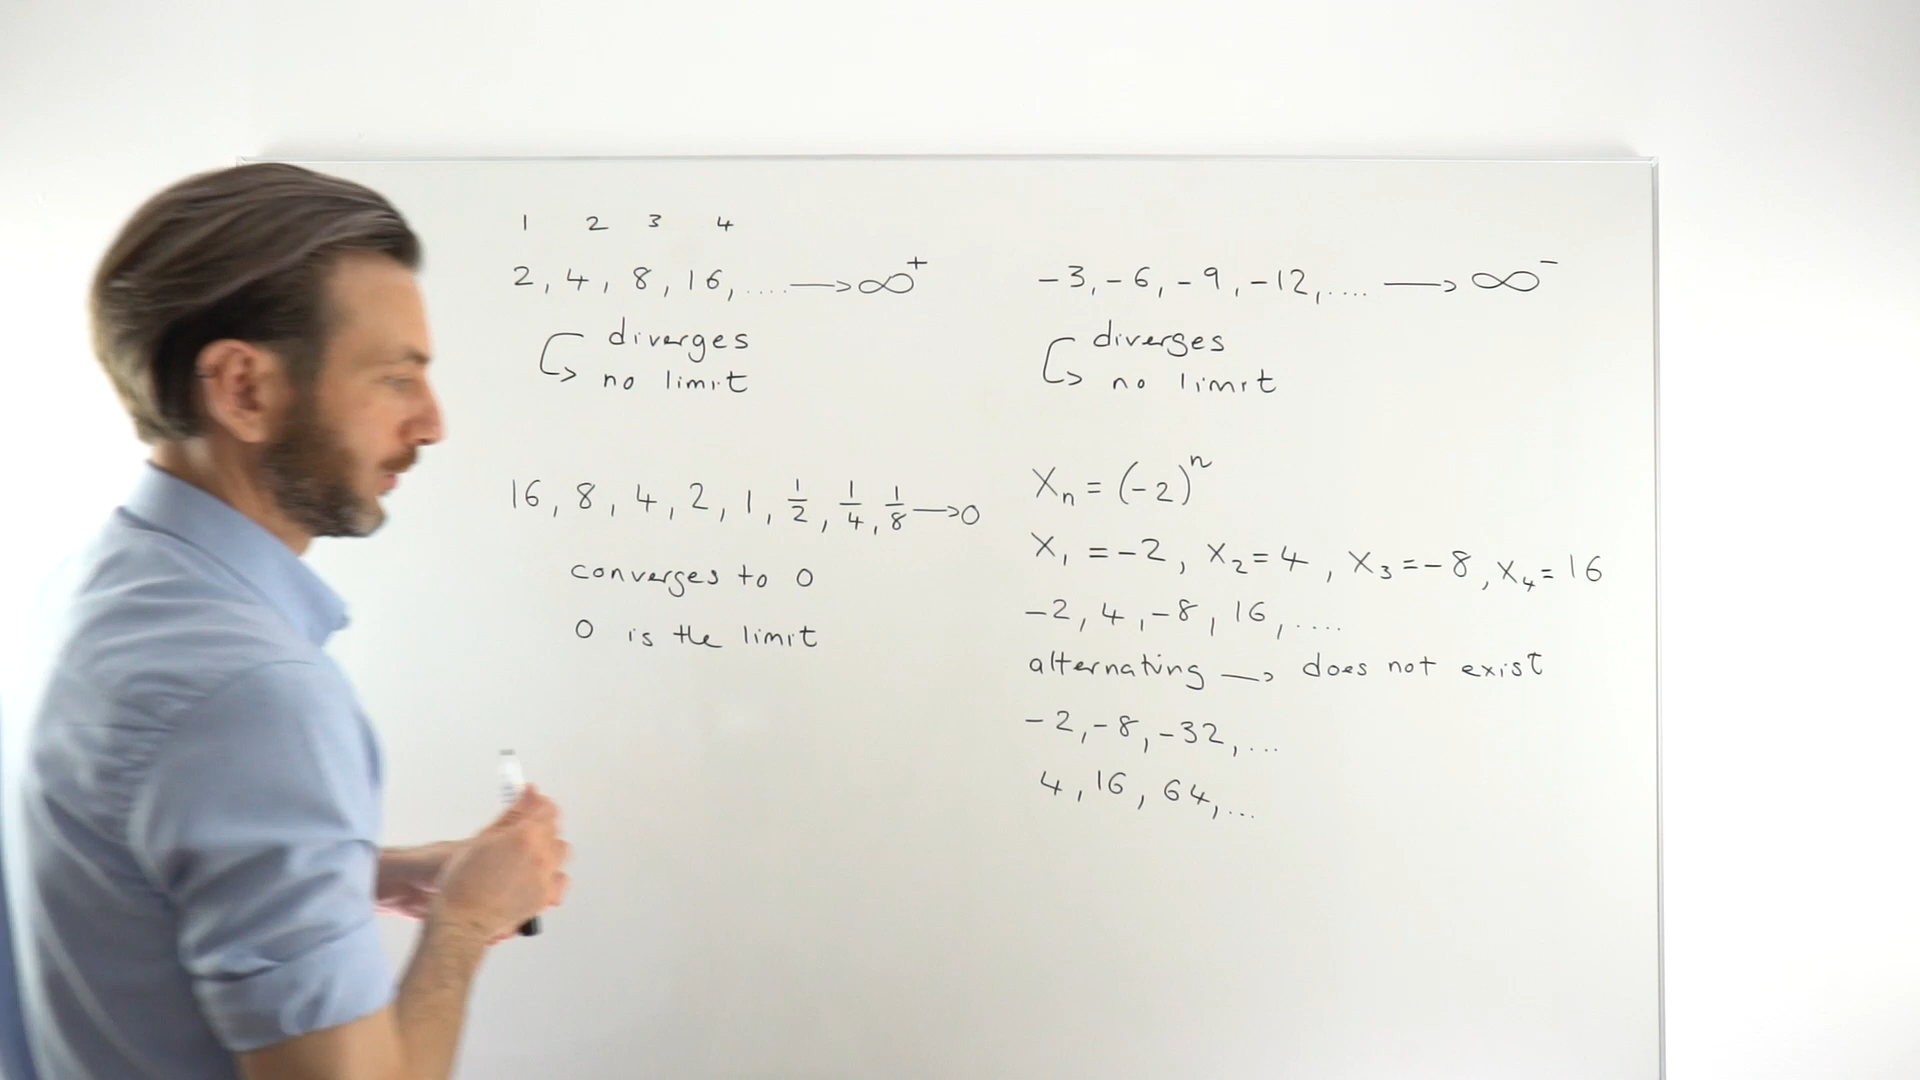 1 2 3 4
2, 4, 8, 16, .... → ∞⁺
↪ diverges
no limit
16, 8, 4, 2, 1, 1/2, 1/4, 1/8 → 0
converges to 0
0 is the limit
-3, -6, -9, -12, .... → ∞⁻
↪ diverges
no limit
Xₙ = (-2)ⁿ
X₁ = -2, X₂ = 4, X₃ = -8, X₄ = 16
-2, 4, -8, 16, ....
alternating → does not exist
-2, -8, -32, ...
4, 16, 64, ...